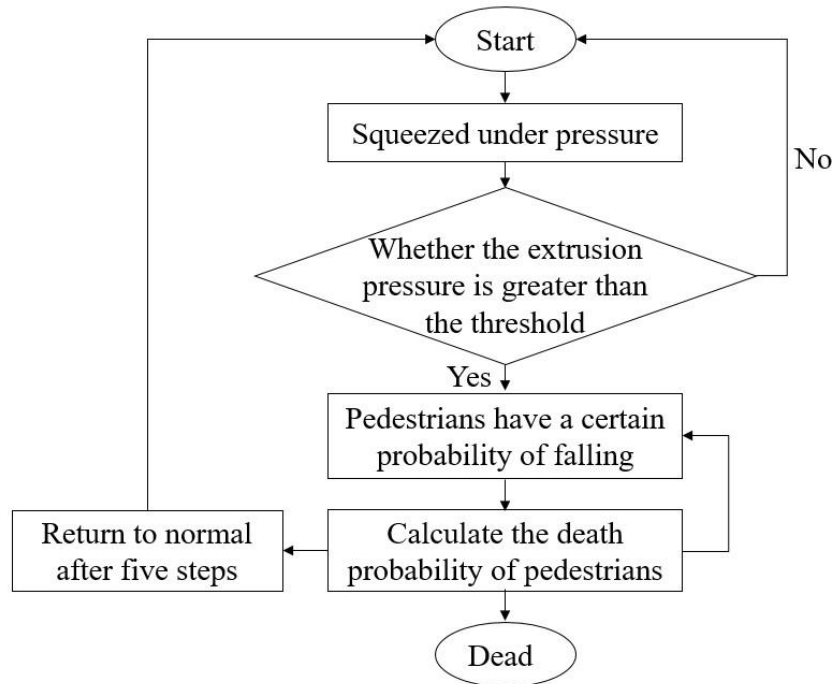 Start
Squeezed under pressure
No
Whether the extrusion
pressure is greater than
the threshold
Yes
Pedestrians have a certain
probability of falling
Return to normal
after five steps
Calculate the death
probability of pedestrians
Dead